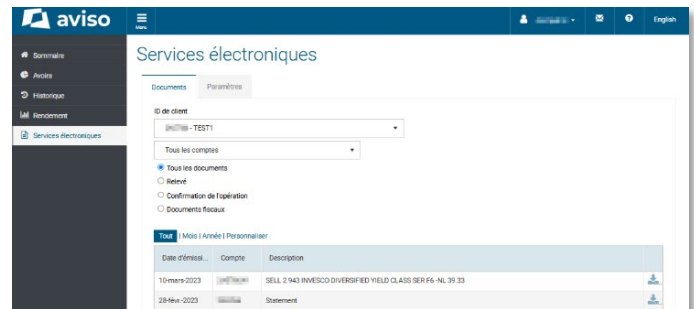 aviso
Menu
English
Sommaire
Avoirs
Historique
Rendement
Services électroniques
Services électroniques
Documents
Paramètres
ID de client
- TEST1
Tous les comptes
Tous les documents
Relevé
Confirmation de l'opération
Documents fiscaux
Tout | Mois | Année | Personnaliser
Date d'émissi... Compte Description
10-mars-2023 SELL 2.943 INVESCO DIVERSIFIED YIELD CLASS SER F6 -NL 39.33
28-févr.-2023 Statement